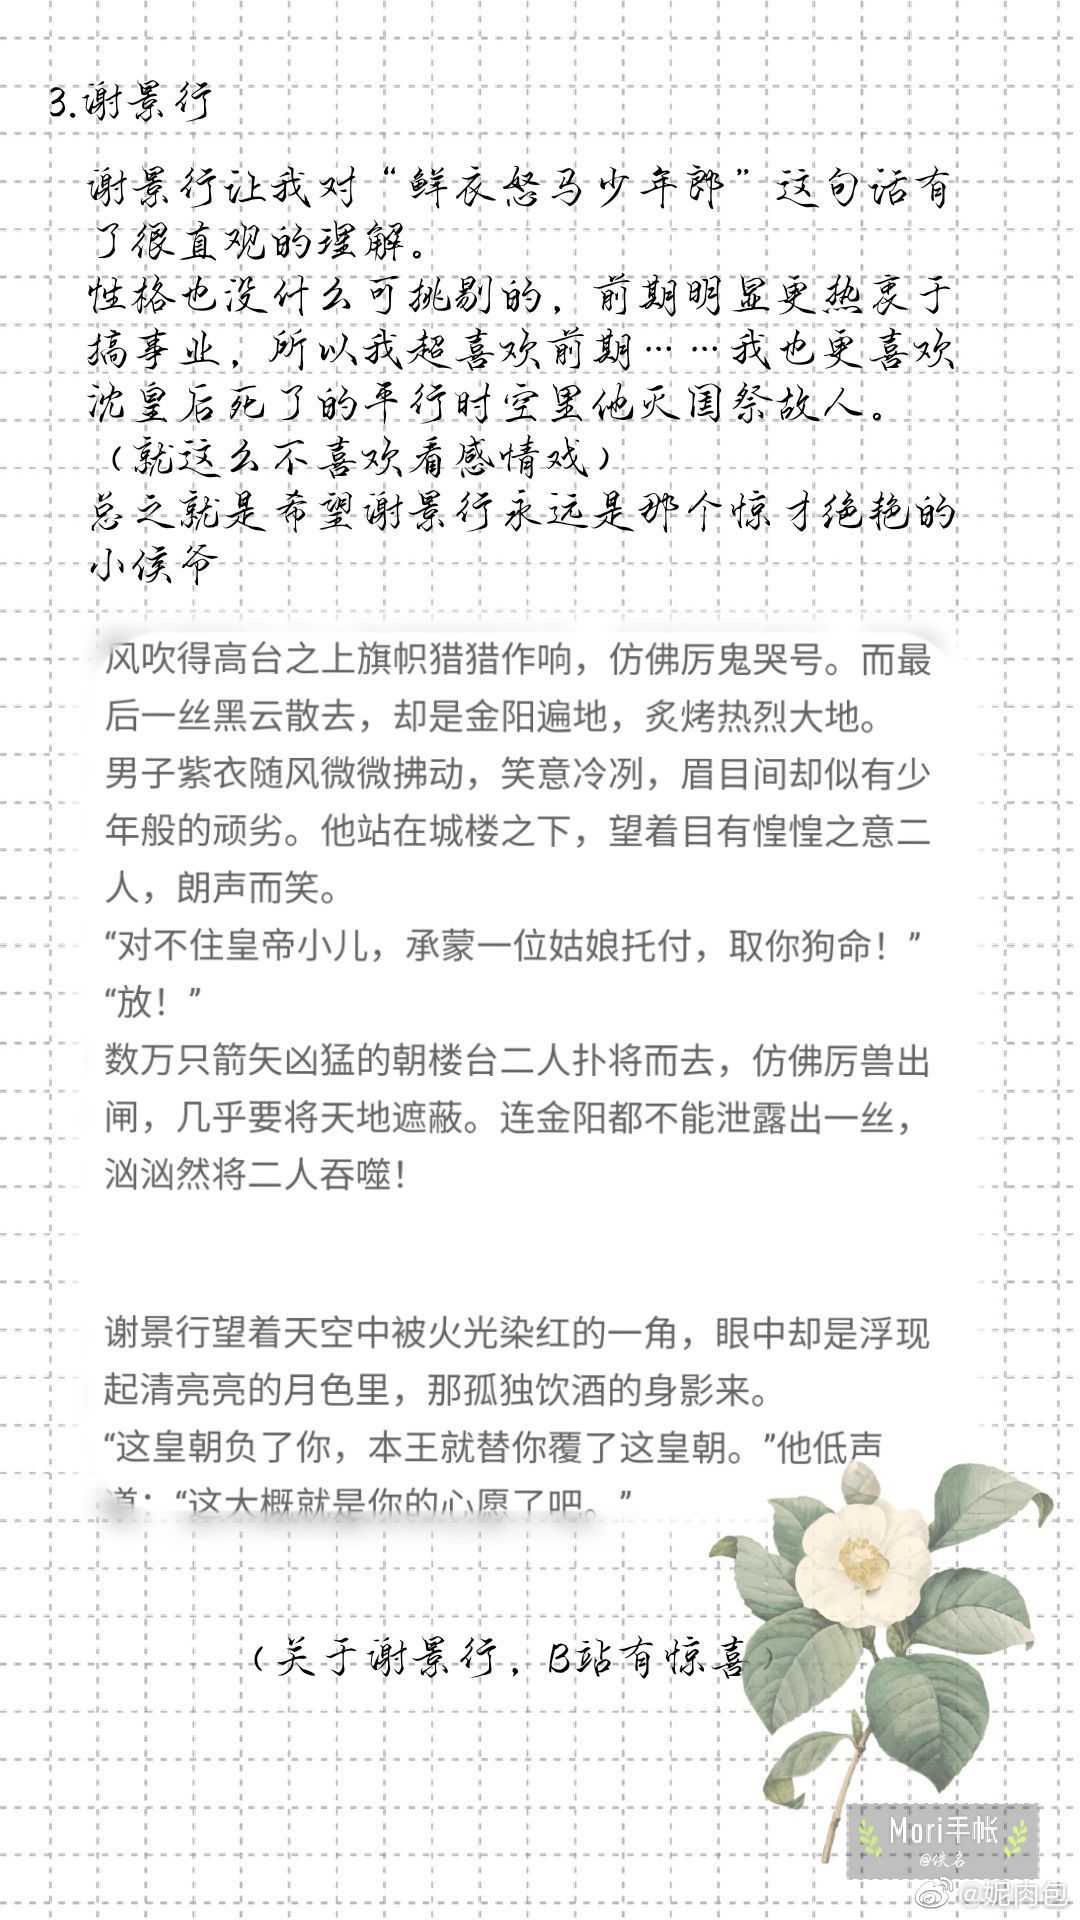 3.谢景行
谢景行让我对“鲜衣怒马少年郎”这句话有
了很直观的理解。
性格也没什么可挑剔的，前期明显更热衷于
搞事业，所以我超喜欢前期……我也更喜欢
沈皇后死了的平行时空里他灭国祭故人。
（就这么不喜欢看感情戏）
总之就是希望谢景行永远是那个惊才绝艳的
小侯爷
风吹得高台之上旗帜猎猎作响，仿佛厉鬼哭号。而最
后一丝黑云散去，却是金阳遍地，炙烤热烈大地。
男子紫衣随风微微拂动，笑意冷冽，眉目间却似有少
年般的顽劣。他站在城楼之下，望着目有惶惶之意二
人，朗声而笑。
“对不住皇帝小儿，承蒙一位姑娘托付，取你狗命！”
“放！”
数万只箭矢凶猛的朝楼台二人扑将而去，仿佛厉兽出
闸，几乎要将天地遮蔽。连金阳都不能泄露出一丝，
汹汹然将二人吞噬！
谢景行望着天空中被火光染红的一角，眼中却是浮现
起清亮亮的月色里，那孤独饮酒的身影来。
“这皇朝负了你，本王就替你覆了这皇朝。”他低声
道：“这大概就是你的心愿了吧。”
（关于谢景行，B站有惊喜）
Mori手帐
@佚名
@妮肉包